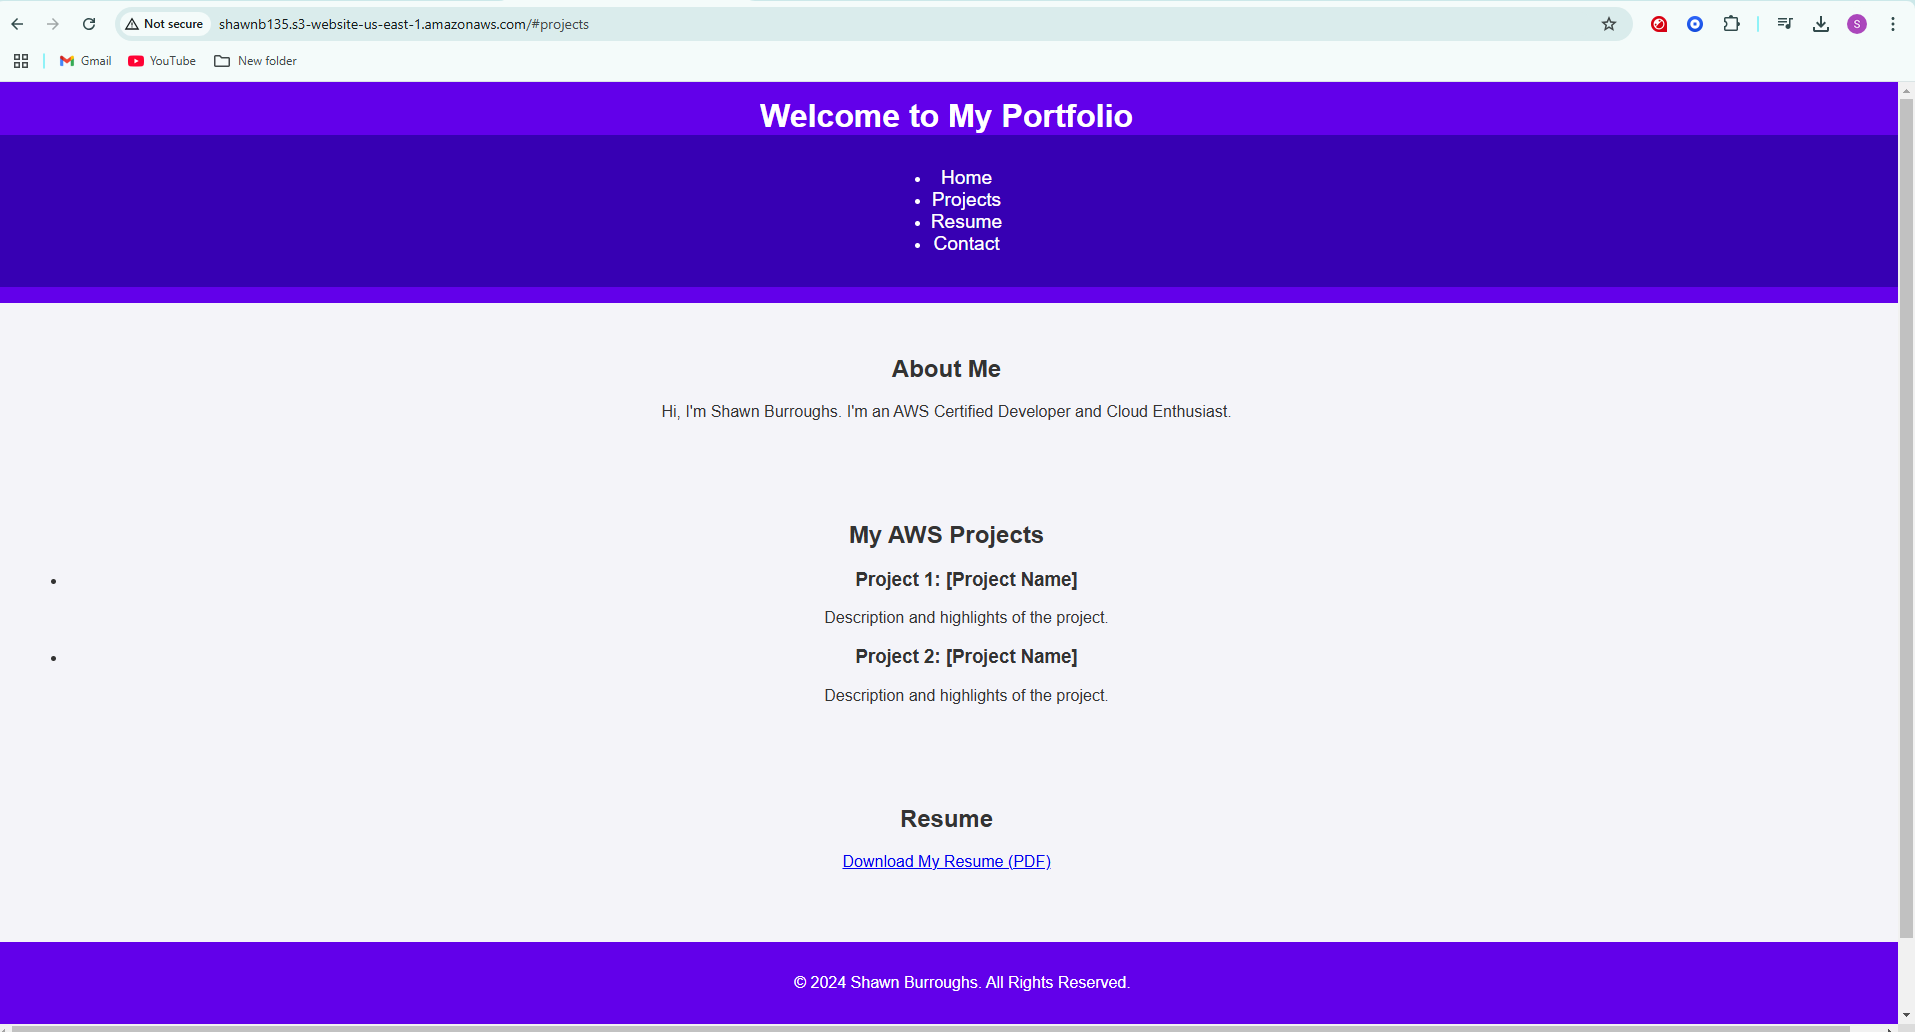 Not secure shawnb135.s3-website-us-east-1.amazonaws.com/#projects S
Gmail YouTube New folder
Welcome to My Portfolio
Home
Projects
Resume
Contact
About Me
Hi, I'm Shawn Burroughs. I'm an AWS Certified Developer and Cloud Enthusiast.
My AWS Projects
Project 1: [Project Name]
Description and highlights of the project.
Project 2: [Project Name]
Description and highlights of the project.
Resume
Download My Resume (PDF)
© 2024 Shawn Burroughs. All Rights Reserved.